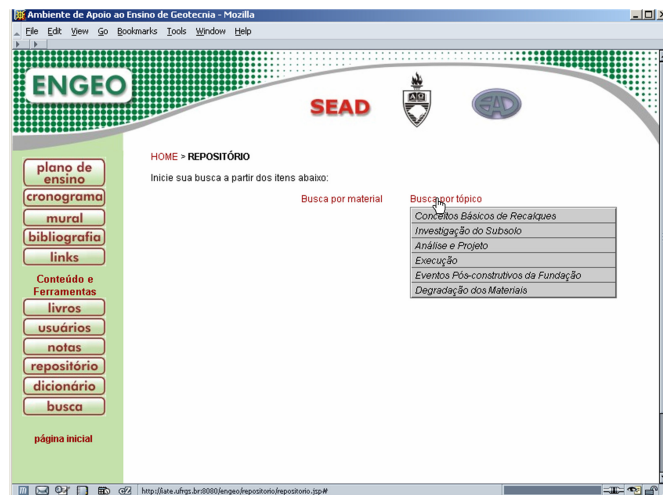 Ambiente de Apoio ao Ensino de Geotecnia - Mozilla
File Edit View Go Bookmarks Tools Window Help
ENGEO
SEAD
EAD
HOME > REPOSITÓRIO
Inicie sua busca a partir dos itens abaixo:
Busca por material Busca por tópico
Conceitos Básicos de Recalques
Investigação do Subsolo
Análise e Projeto
Execução
Eventos Pós-construtivos da Fundação
Degradação dos Materiais
plano de
ensino
cronograma
mural
bibliografia
links
Conteúdo e
Ferramentas
livros
usuários
notas
repositório
dicionário
busca
página inicial
http://iate.ufrgs.br:8080/engeo/repositorio/repositorio.jsp#